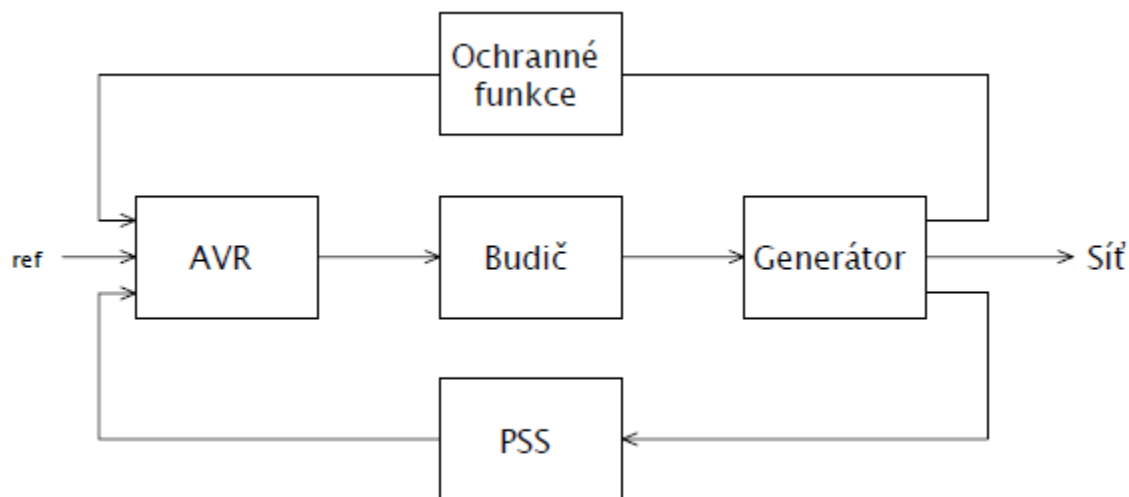 Ochranné
funkce
ref
AVR
Budič
Generátor
Síť
PSS